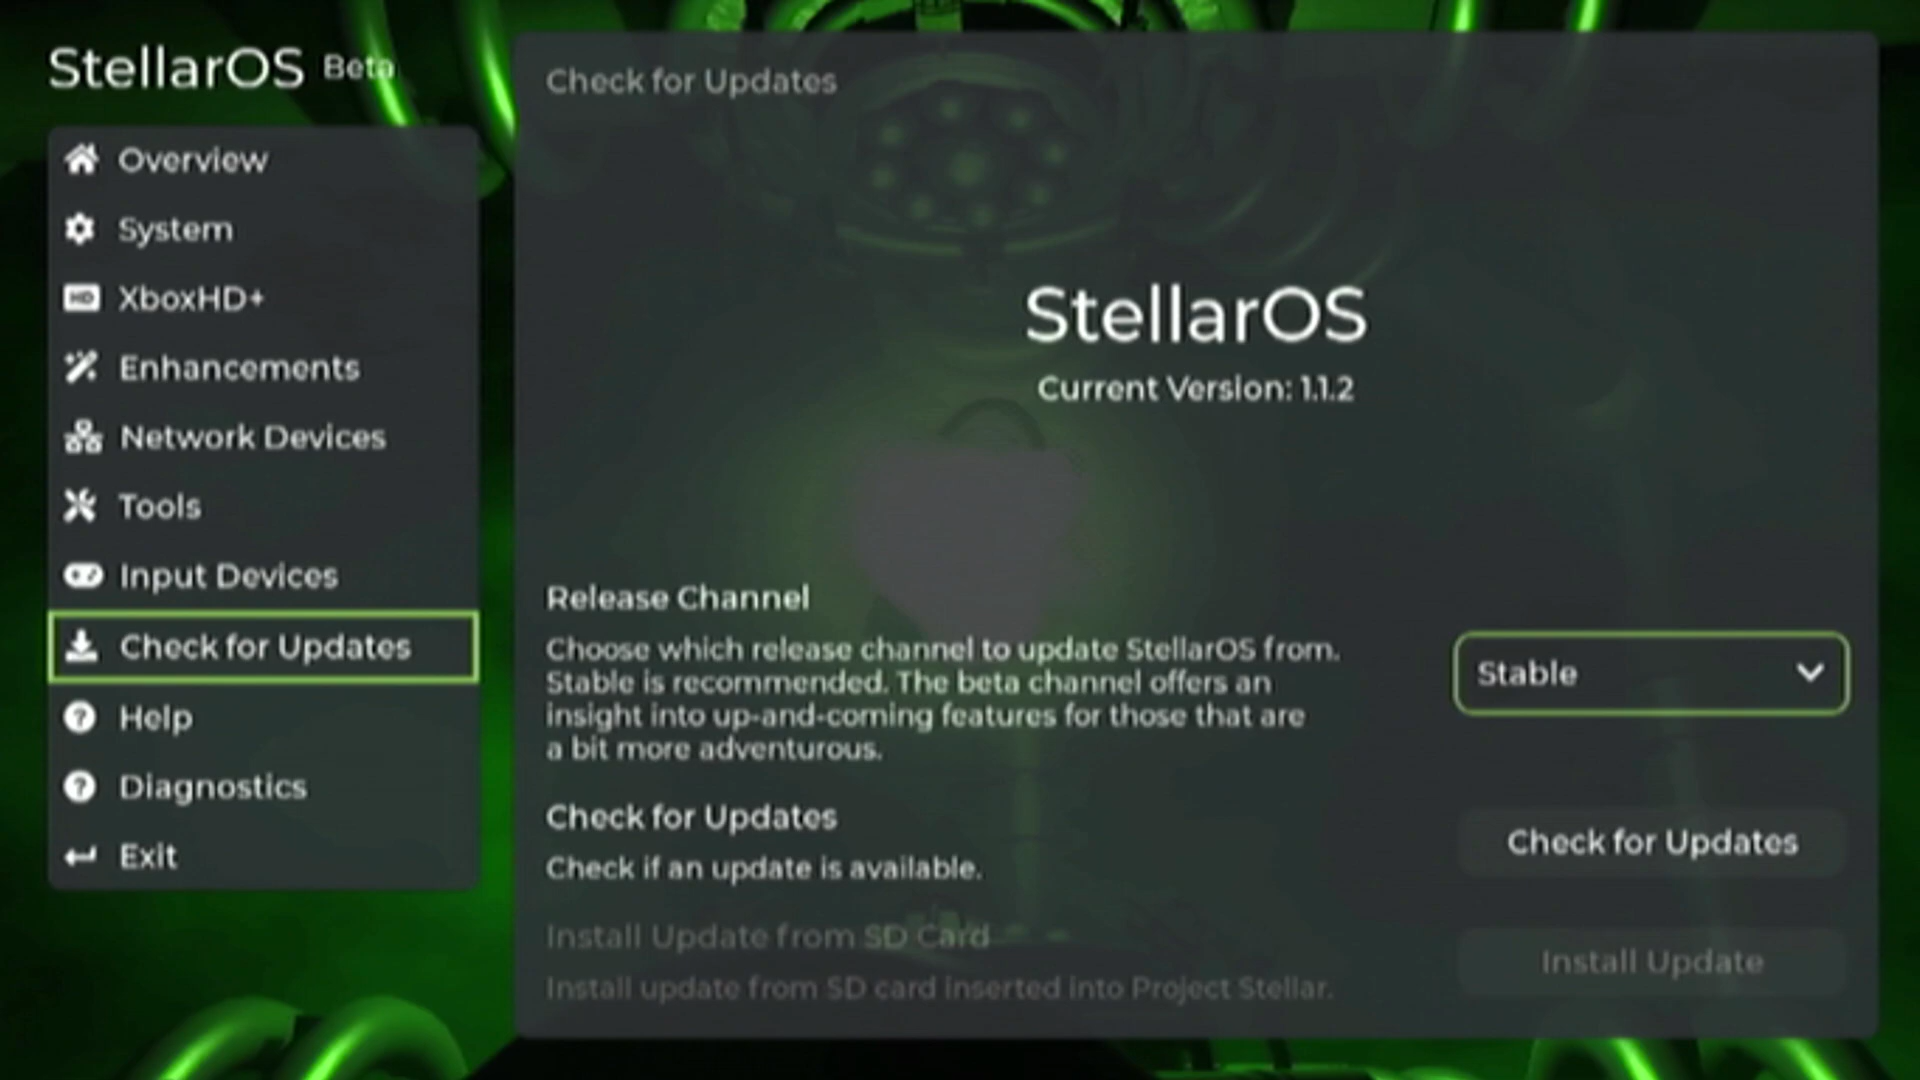 StellarOS Beta
Overview
System
HD XboxHD+
Enhancements
Network Devices
Tools
Input Devices
Check for Updates
Help
Diagnostics
Exit
Check for Updates
StellarOS
Current Version: 1.1.2
Release Channel
Choose which release channel to update StellarOS from.
Stable is recommended. The beta channel offers an
insight into up-and-coming features for those that are
a bit more adventurous.
Stable
Check for Updates
Check if an update is available.
Check for Updates
Install Update from SD Card
Install update from SD card inserted into Project Stellar.
Install Update